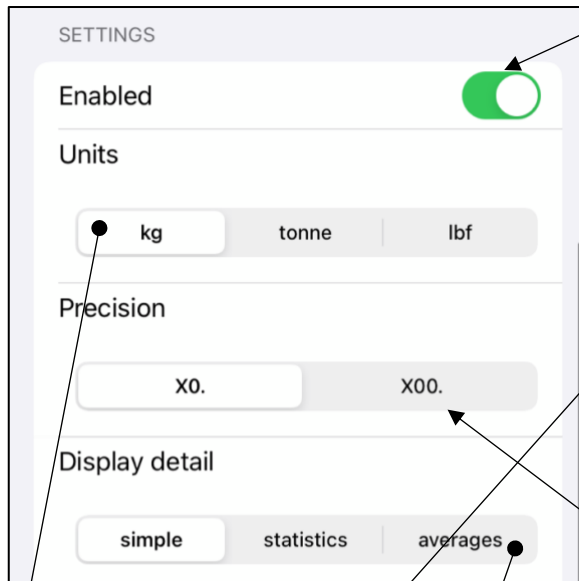 SETTINGS
Enabled
Units
kg tonne lbf
Precision
X0. X00.
Display detail
simple statistics averages